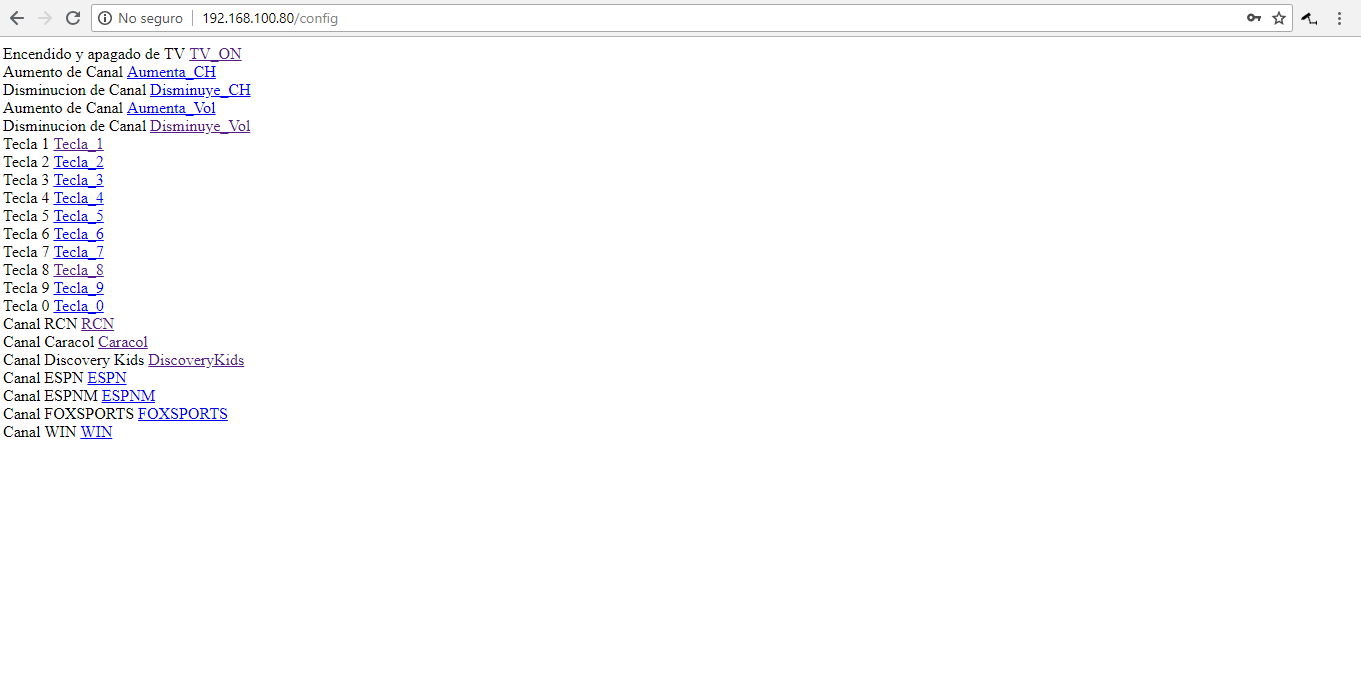 No seguro 192.168.100.80/config
Encendido y apagado de TV TV_ON
Aumento de Canal Aumenta_CH
Disminucion de Canal Disminuye_CH
Aumento de Canal Aumenta_Vol
Disminucion de Canal Disminuye_Vol
Tecla 1 Tecla_1
Tecla 2 Tecla_2
Tecla 3 Tecla_3
Tecla 4 Tecla_4
Tecla 5 Tecla_5
Tecla 6 Tecla_6
Tecla 7 Tecla_7
Tecla 8 Tecla_8
Tecla 9 Tecla_9
Tecla 0 Tecla_0
Canal RCN RCN
Canal Caracol Caracol
Canal Discovery Kids DiscoveryKids
Canal ESPN ESPN
Canal ESPNM ESPNM
Canal FOXSPORTS FOXSPORTS
Canal WIN WIN